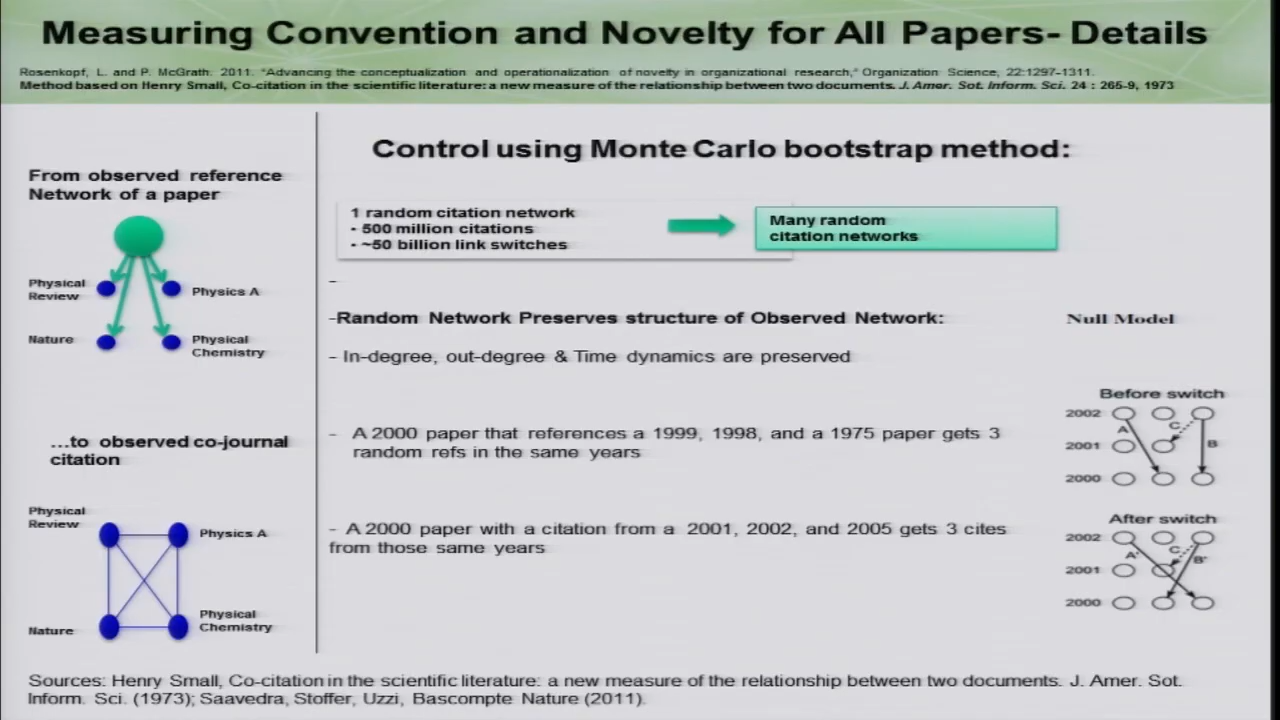 Measuring Convention and Novelty for All Papers- Details
Rosenkopf, L. and P. McGrath. 2011. "Advancing the conceptualization and operationalization of novelty in organizational research," Organization Science, 22:1297-1311.
Method based on Henry Small, Co-citation in the scientific literature: a new measure of the relationship between two documents. J. Amer. Sot. Inform. Sci. 24 : 265-9, 1973
From observed reference
Network of a paper
Physical
Review
Physics A
Nature
Physical
Chemistry
...to observed co-journal
citation
Physical
Review
Physics A
Nature
Physical
Chemistry
Control using Monte Carlo bootstrap method:
1 random citation network
- 500 million citations
- ~50 billion link switches
Many random
citation networks
-
-Random Network Preserves structure of Observed Network:
- In-degree, out-degree & Time dynamics are preserved
- A 2000 paper that references a 1999, 1998, and a 1975 paper gets 3
random refs in the same years
- A 2000 paper with a citation from a 2001, 2002, and 2005 gets 3 cites
from those same years
Null Model
Before switch
2002
A
C
2001
B
2000
After switch
2002
A'
C
B'
2001
2000
Sources: Henry Small, Co-citation in the scientific literature: a new measure of the relationship between two documents. J. Amer. Sot.
Inform. Sci. (1973); Saavedra, Stoffer, Uzzi, Bascompte Nature (2011).